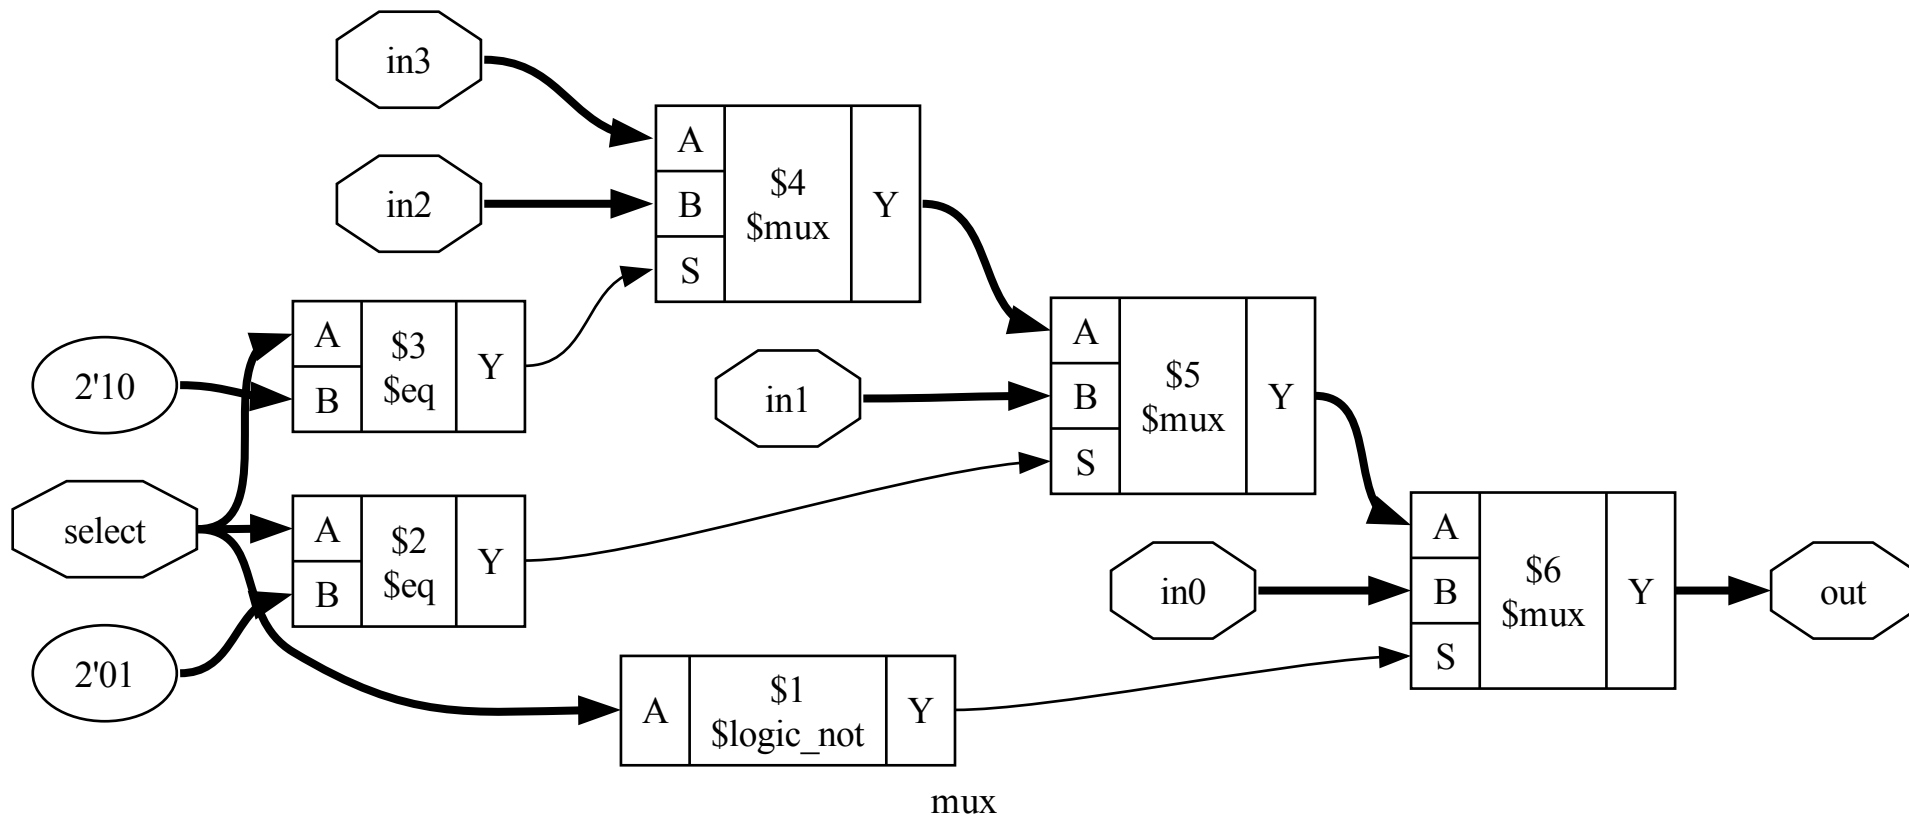 in3
in2
A
B
S
$4
$mux
Y
2'10
A
B
$3
$eq
Y
in1
A
B
S
$5
$mux
Y
select
A
B
$2
$eq
Y
2'01
in0
A
B
S
$6
$mux
Y
out
A
$1
$logic_not
Y
mux